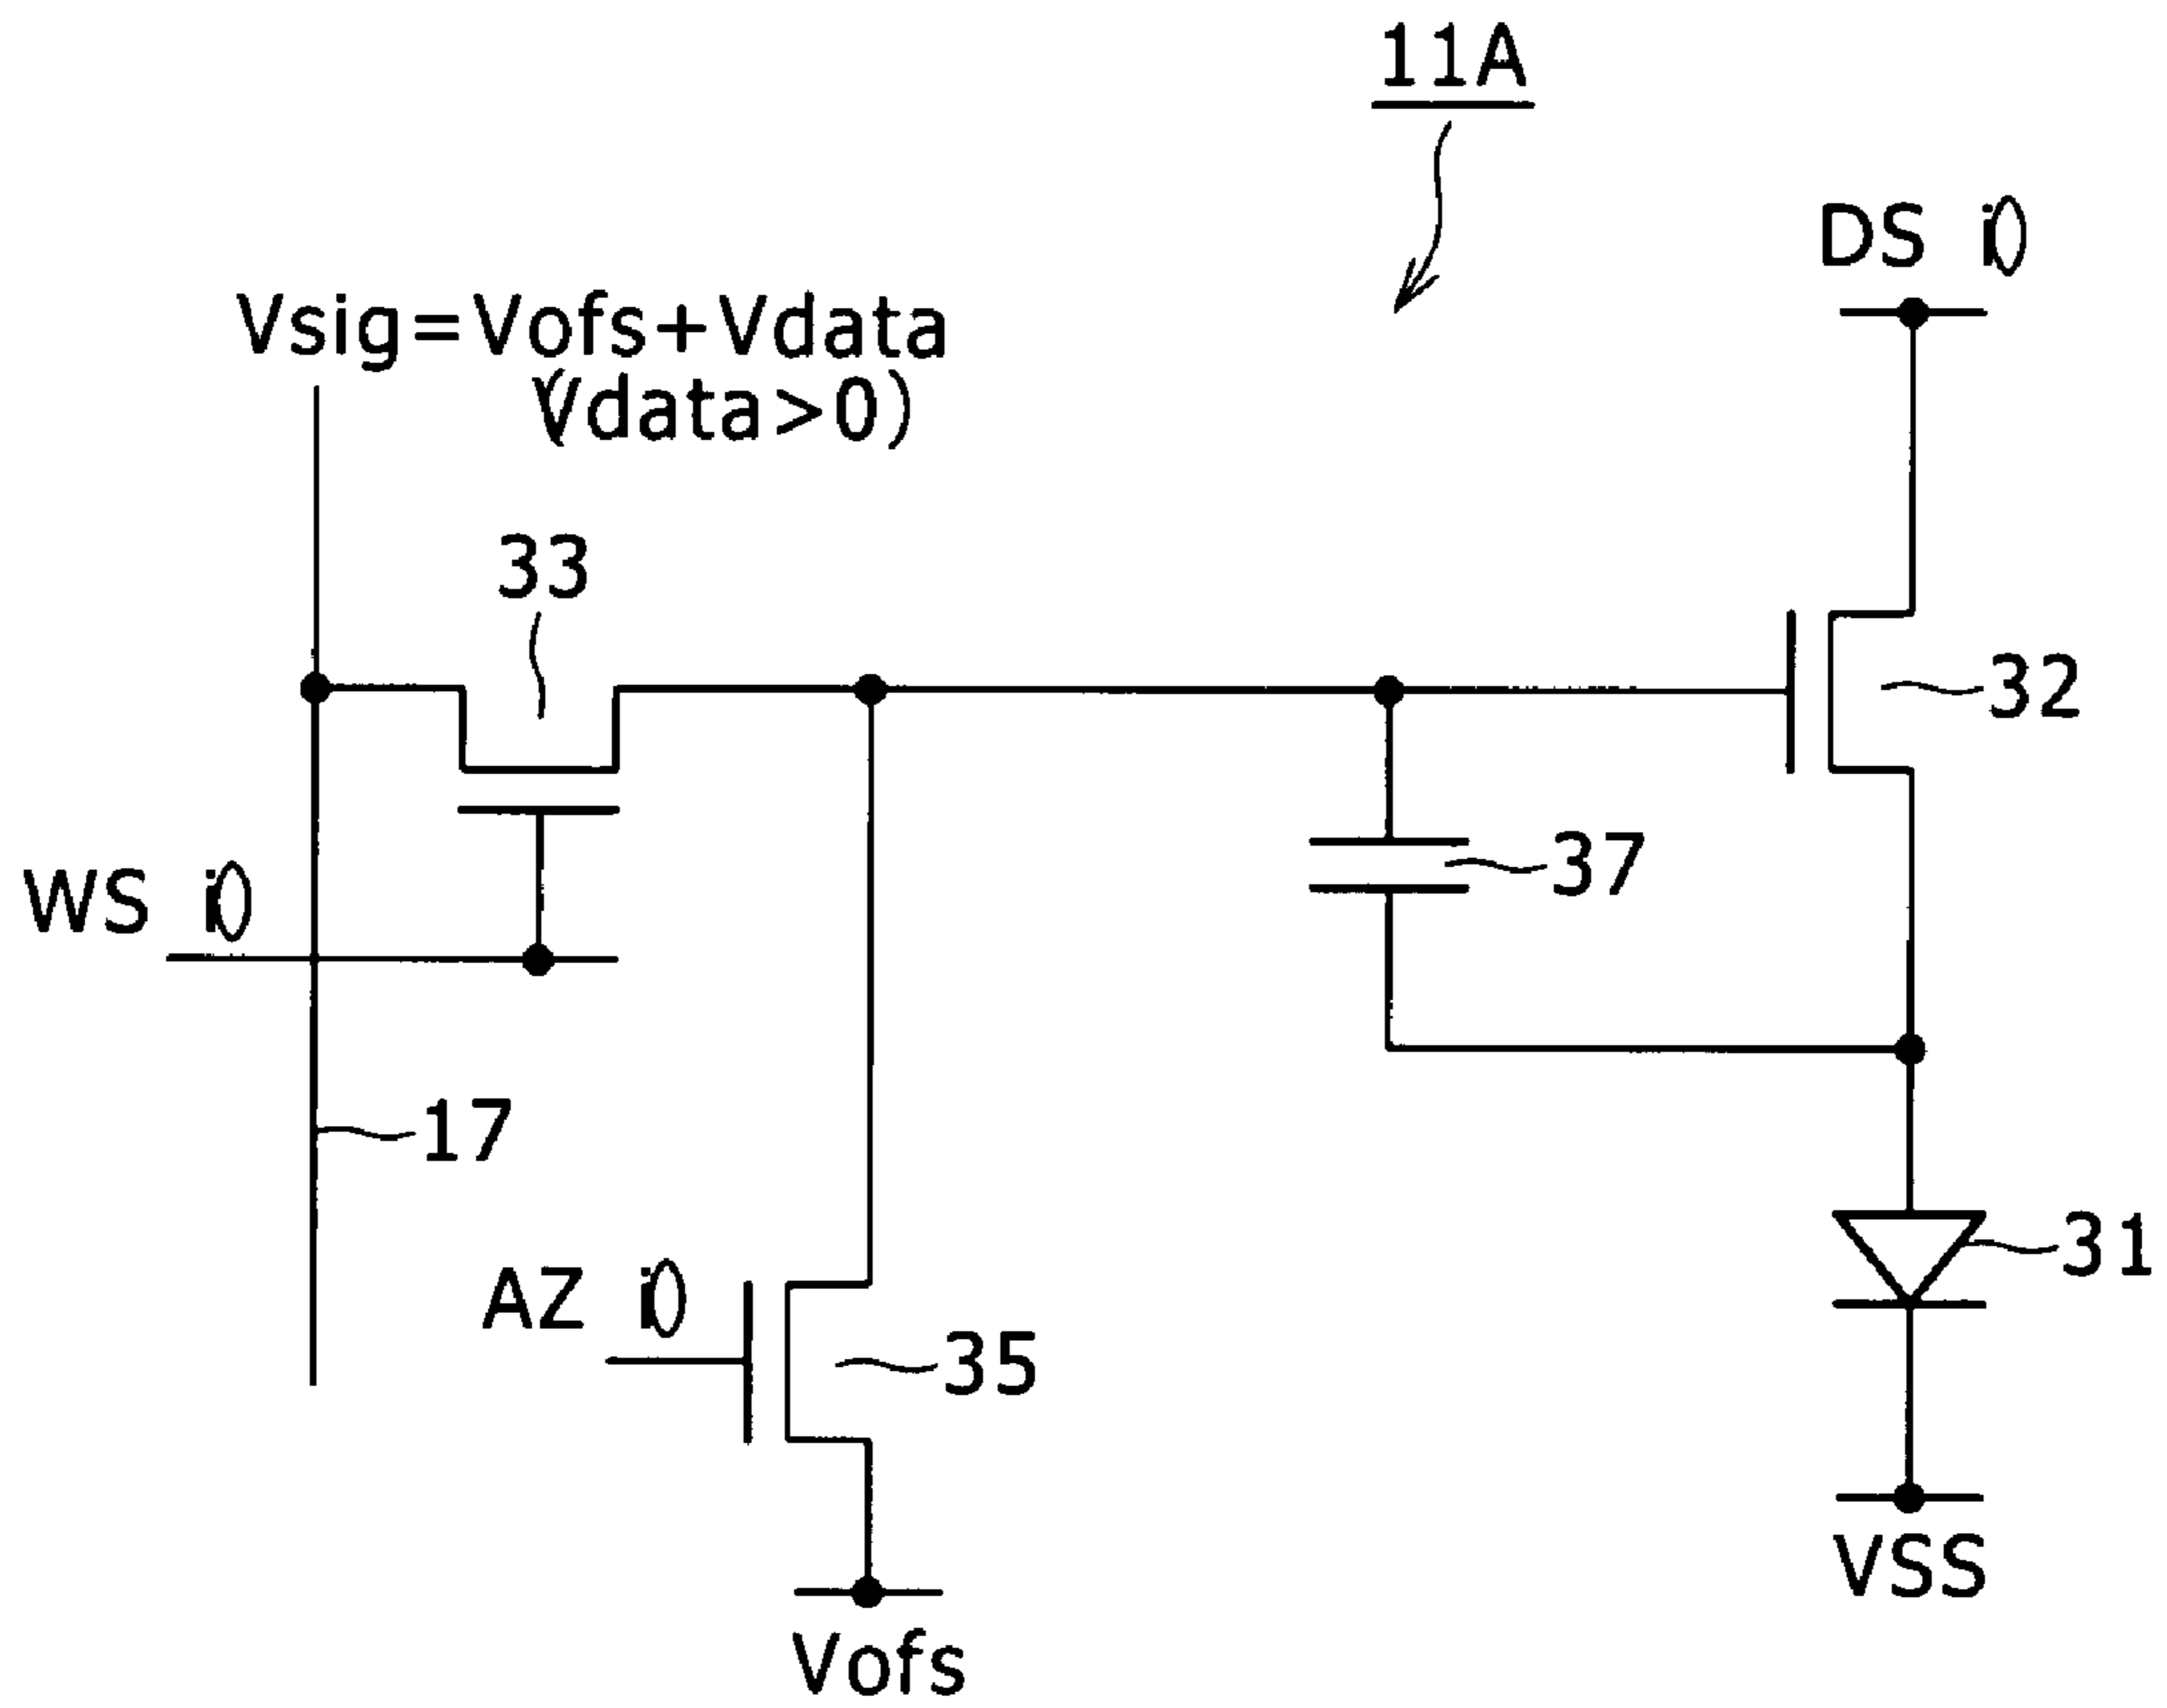 11A
DS i()
Vsig=Vofs+Vdata
(Vdata>0)
33
32
37
WS i()
17
31
AZ i()
35
VSS
Vofs